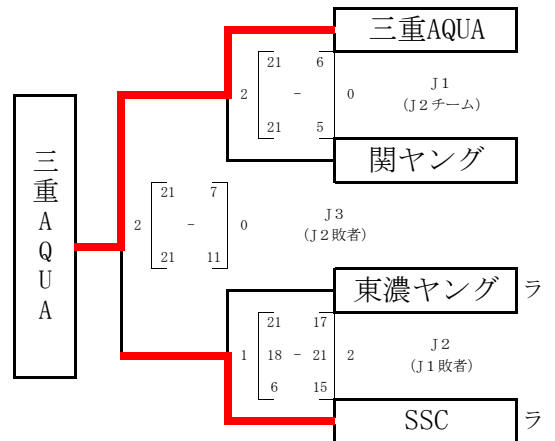 三重AQUA
21 6
2 - 0
21 5
J1
(J2チーム)
関ヤング
三重AQUA
21 7
2 - 0
21 11
J3
(J2敗者)
東濃ヤング ラ
21 17
1 18 - 21 2
6 15
J2
(J1敗者)
SSC ラ